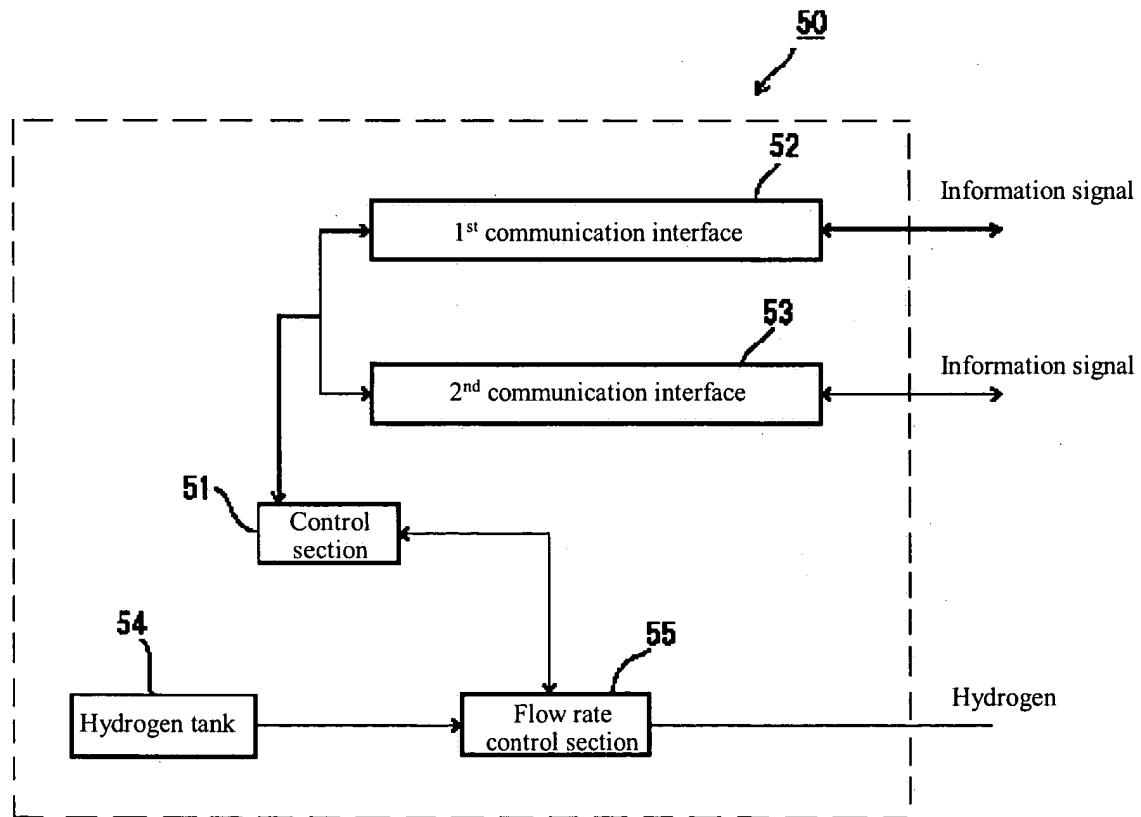 50
52
Information signal
1st communication interface
53
Information signal
2nd communication interface
51
Control
section
54
55
Hydrogen
Hydrogen tank
Flow rate
control section